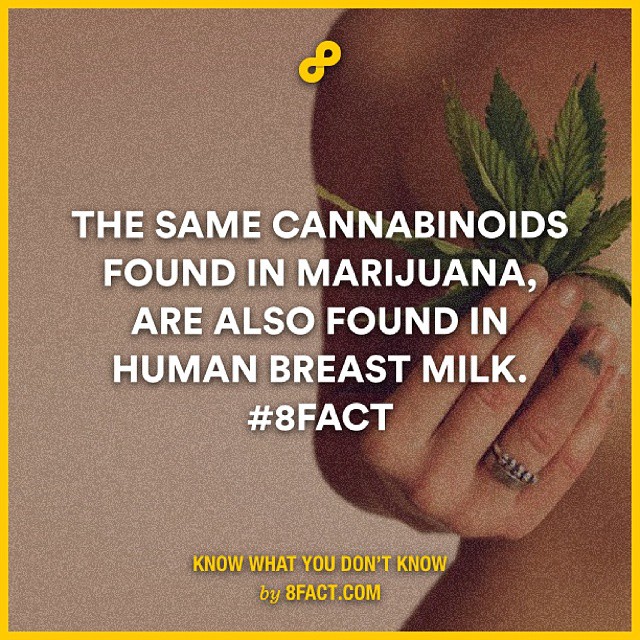 THE SAME CANNABINOIDS
FOUND IN MARIJUANA,
ARE ALSO FOUND IN
HUMAN BREAST MILK.
#8FACT
KNOW WHAT YOU DON'T KNOW
by 8FACT.COM